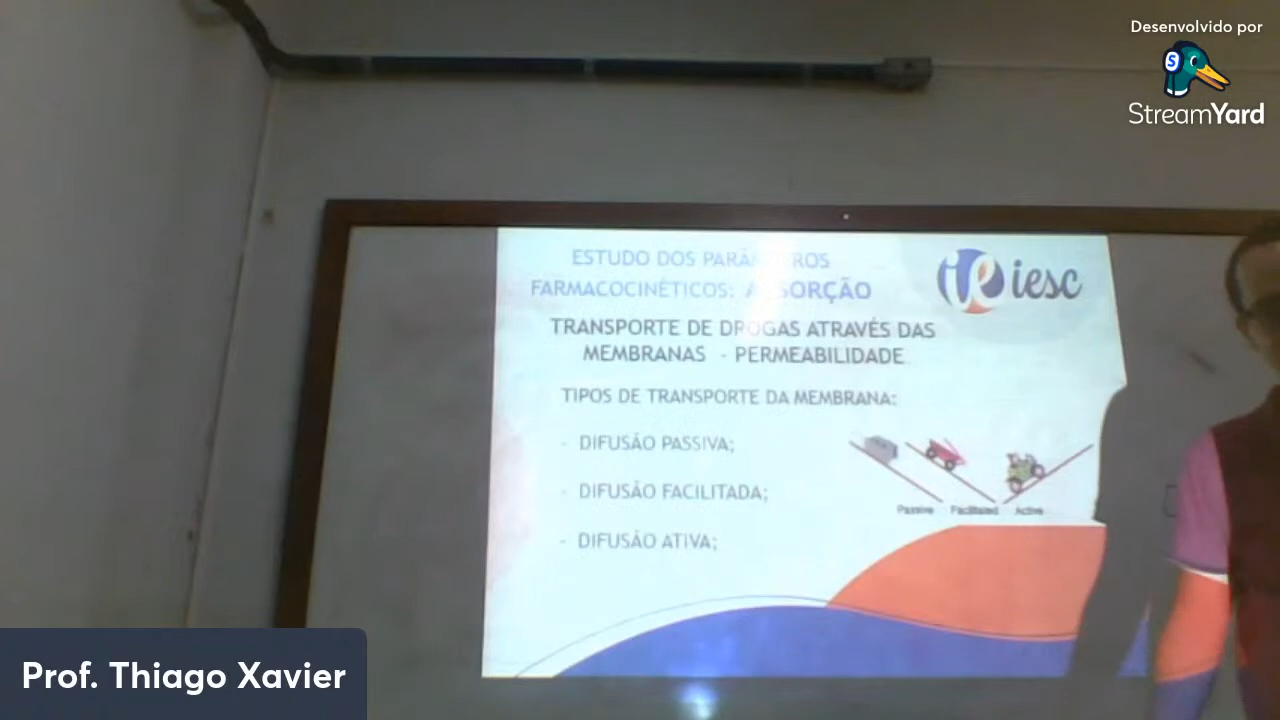 Desenvolvido por
StreamYard
ESTUDO DOS
FARMACOCINÉTICOS:
iesc
TRANSPORTE DE DROGAS ATRAVÉS DAS
MEMBRANAS - PERMEABILIDADE
TIPOS DE TRANSPORTE DA MEMBRANA:
- DIFUSÃO PASSIVA;
- DIFUSÃO FACILITADA;
- DIFUSÃO ATIVA;
Passive Facilitated Active
Prof. Thiago Xavier